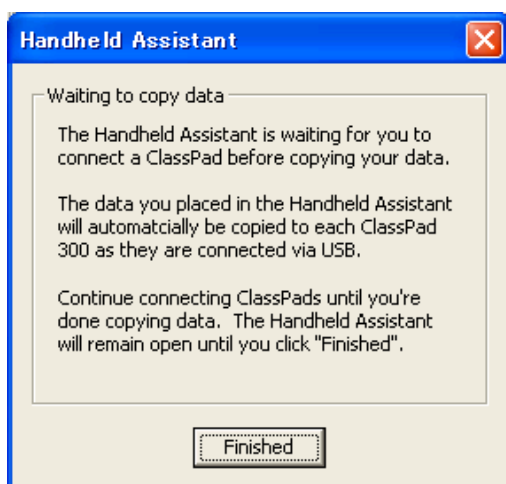 Handheld Assistant
Waiting to copy data
The Handheld Assistant is waiting for you to
connect a ClassPad before copying your data.
The data you placed in the Handheld Assistant
will automatcially be copied to each ClassPad
300 as they are connected via USB.
Continue connecting ClassPads until you're
done copying data.  The Handheld Assistant
will remain open until you click "Finished".
Finished